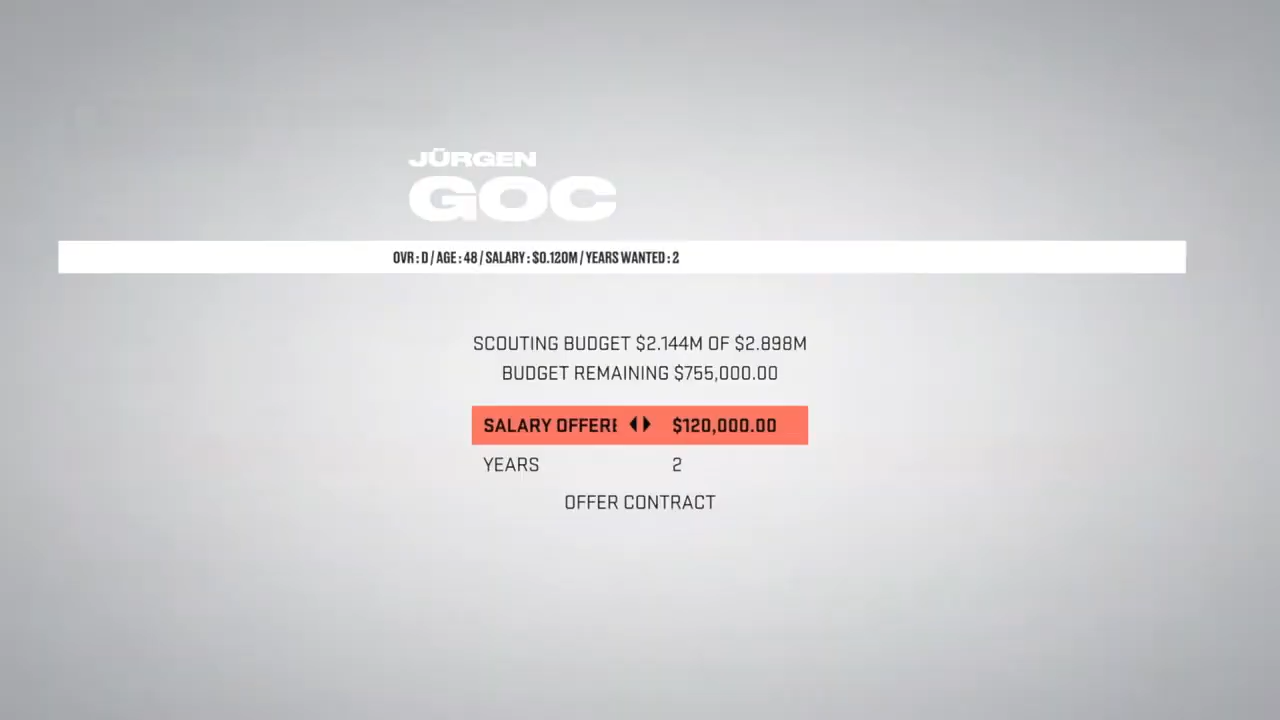 JÜRGEN
GOC
OVR : D / AGE : 48 / SALARY : $0.120M / YEARS WANTED : 2
SCOUTING BUDGET $2.144M OF $2.898M
BUDGET REMAINING $755,000.00
SALARY OFFERE $120,000.00
YEARS 2
OFFER CONTRACT